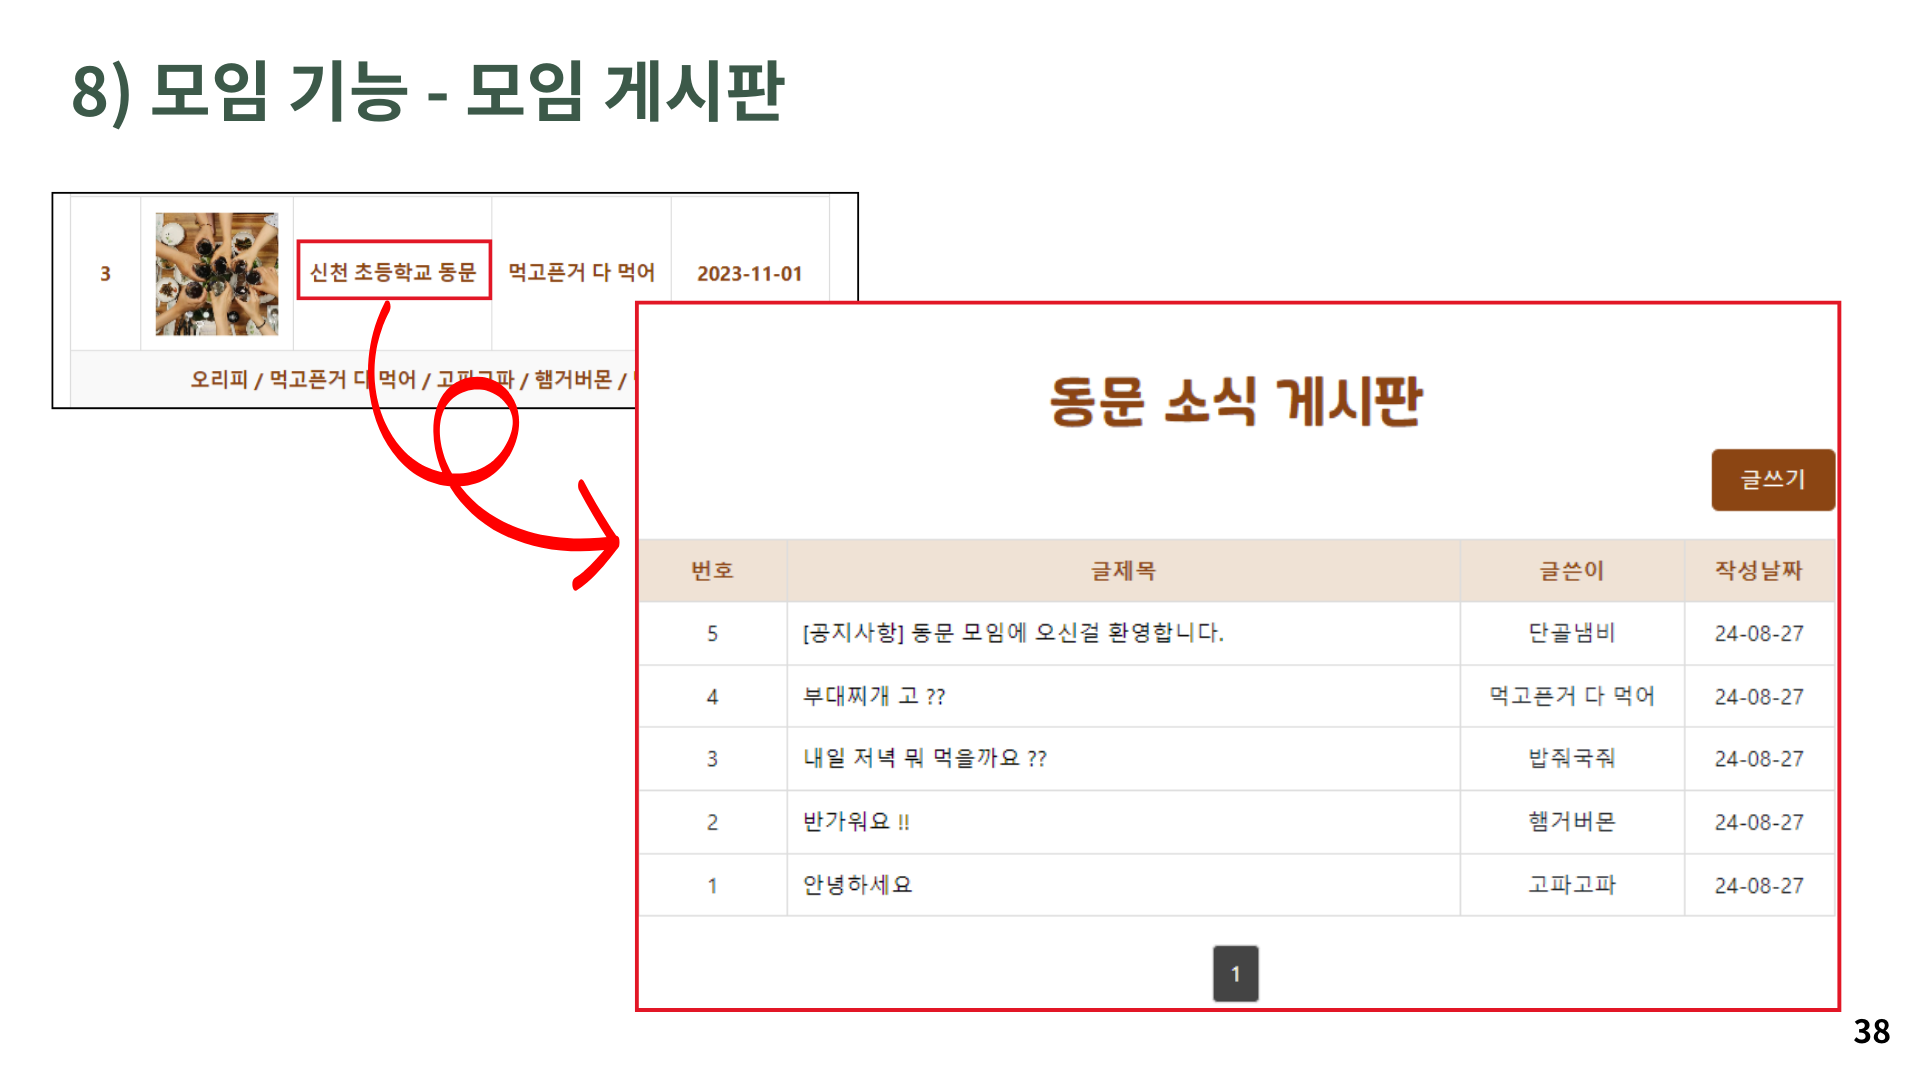 8) 모임 기능 - 모임 게시판
3 신천 초등학교 동문 먹고픈거 다 먹어 2023-11-01
오리피 / 먹고픈거 다 먹어 / 고파고파 / 햄거버몬 /
동문 소식 게시판
글쓰기
번호 글제목 글쓴이 작성날짜
5 [공지사항] 동문 모임에 오신걸 환영합니다. 단골냄비 24-08-27
4 부대찌개 고 ?? 먹고픈거 다 먹어 24-08-27
3 내일 저녁 뭐 먹을까요 ?? 밥줘국줘 24-08-27
2 반가워요 !! 햄거버몬 24-08-27
1 안녕하세요 고파고파 24-08-27
1
38